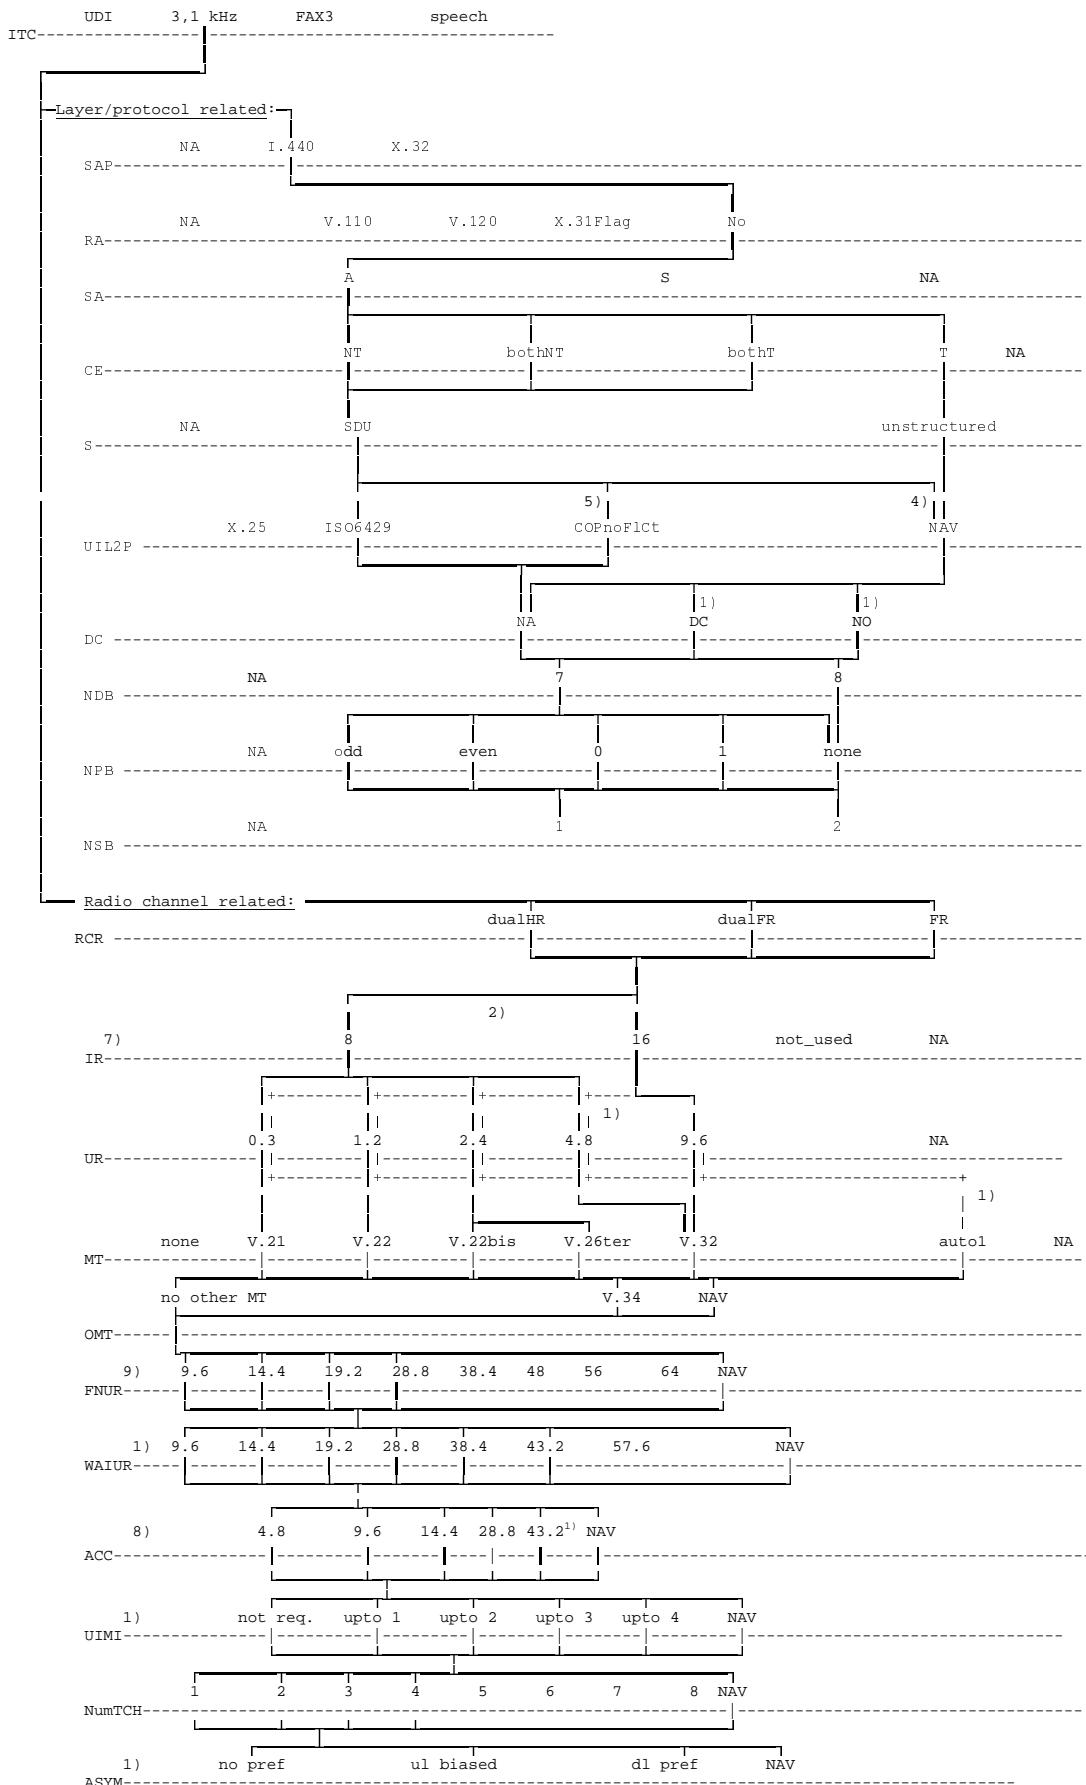 UDI 3,1 kHz FAX3 speech
ITC
Layer/protocol related:
NA I.440 X.32
SAP
NA V.110 V.120 X.31Flag No
RA
A S NA
SA
NT bothNT bothT T NA
CE
NA SDU unstructured
S
5) 4)
X.25 ISO6429 COPnoFlCt NAV
UIL2P
1) 1)
NA DC NO
DC
NA 7 8
NDB
NA odd even 0 1 none
NPB
NA 1 2
NSB
Radio channel related:
dualHR dualFR FR
RCR
2)
7) 8 16 not_used NA
IR
1)
0.3 1.2 2.4 4.8 9.6 NA
UR
1)
none V.21 V.22 V.22bis V.26ter V.32 auto1 NA
MT
no other MT V.34 NAV
OMT
9) 9.6 14.4 19.2 28.8 38.4 48 56 64 NAV
FNUR
1) 9.6 14.4 19.2 28.8 38.4 43.2 57.6 NAV
WAIUR
8) 4.8 9.6 14.4 28.8 43.2 1) NAV
ACC
1) not req. upto 1 upto 2 upto 3 upto 4 NAV
UIMI
1 2 3 4 5 6 7 8 NAV
NumTCH
1) no pref ul biased dl pref NAV
ASYM